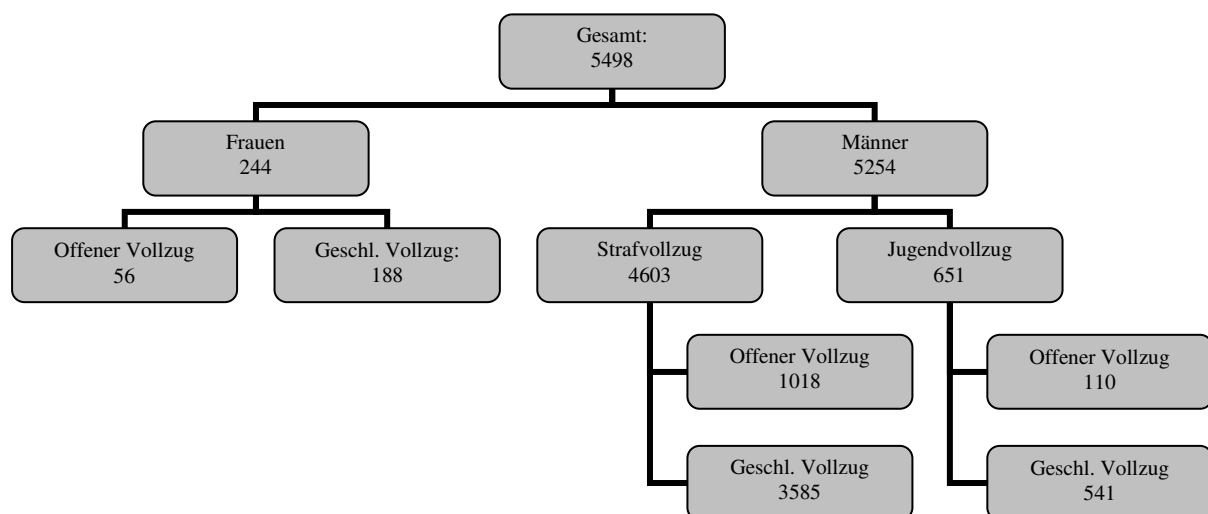 Gesamt:
5498
Frauen
244
Männer
5254
Offener Vollzug
56
Geschl. Vollzug:
188
Strafvollzug
4603
Jugendvollzug
651
Offener Vollzug
1018
Offener Vollzug
110
Geschl. Vollzug
3585
Geschl. Vollzug
541